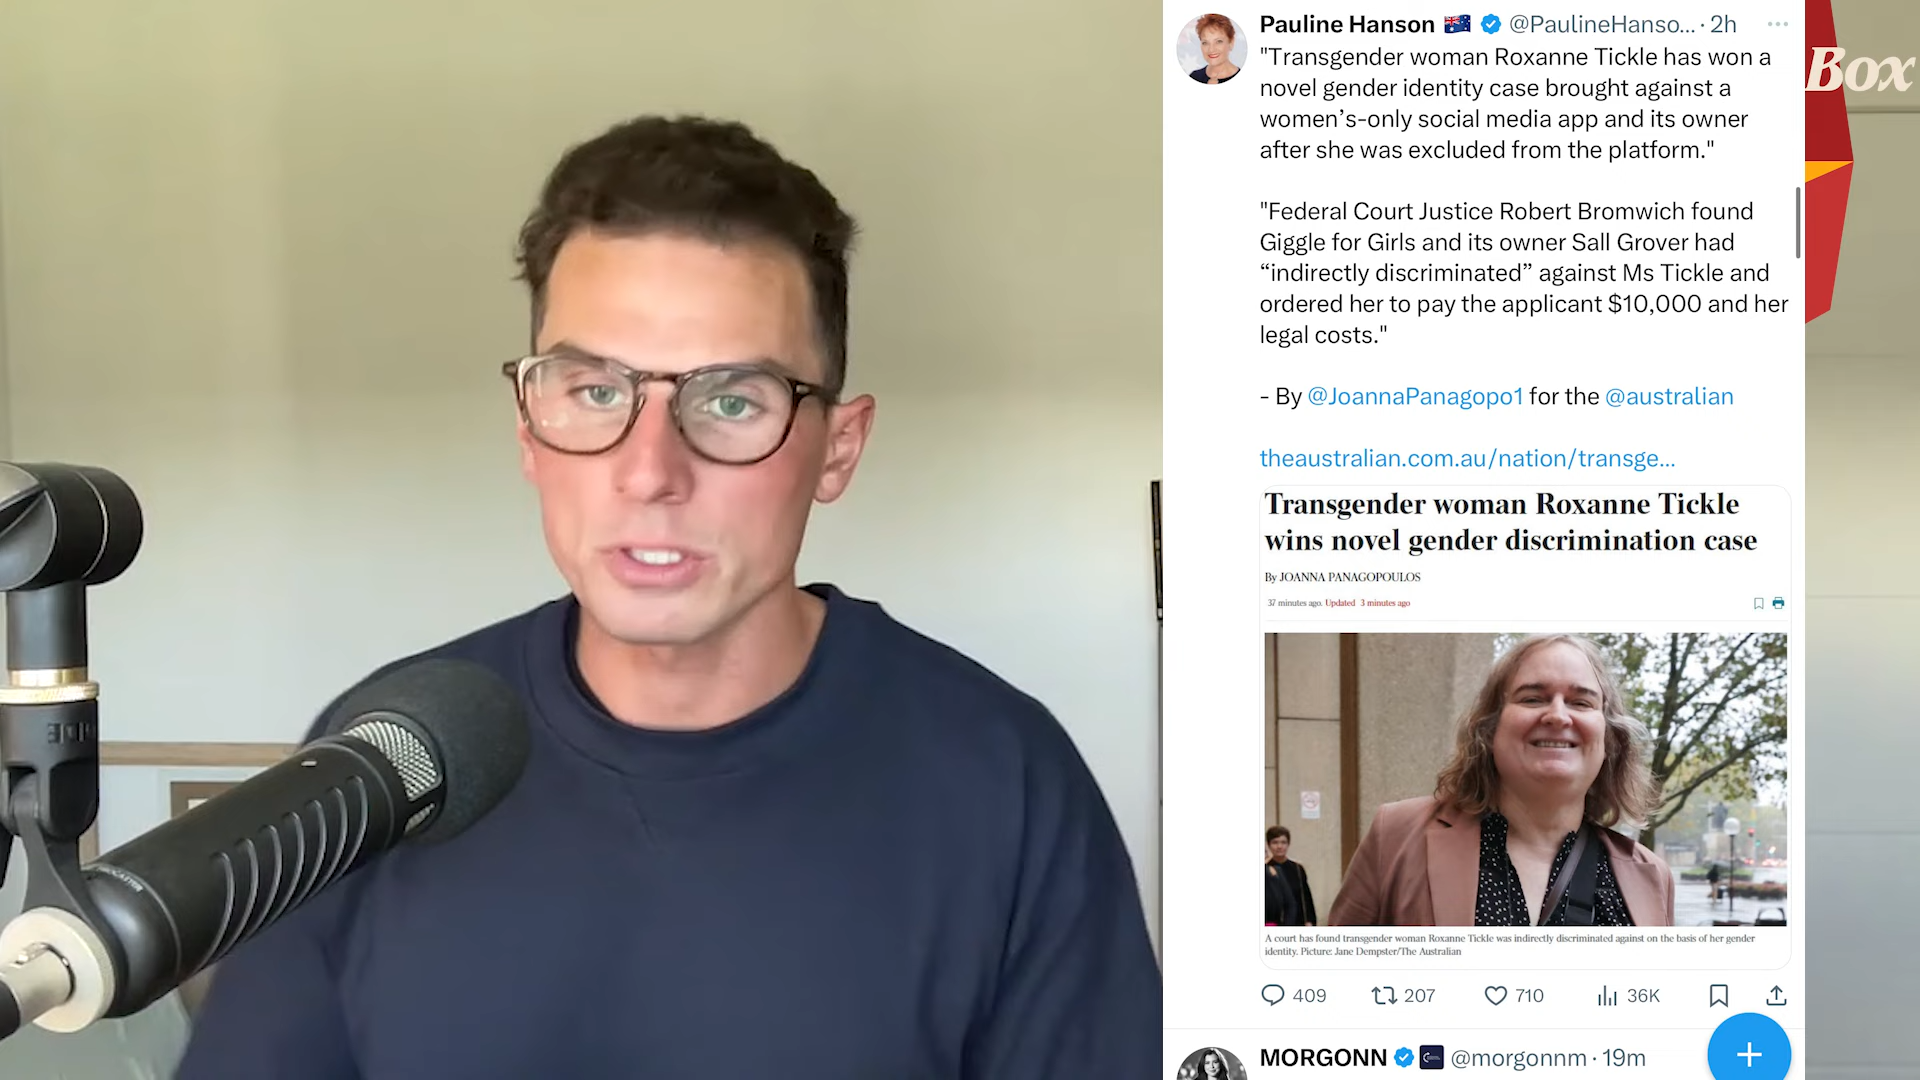 Pauline Hanson @PaulineHanso... · 2h
"Transgender woman Roxanne Tickle has won a
novel gender identity case brought against a
women’s-only social media app and its owner
after she was excluded from the platform."
"Federal Court Justice Robert Bromwich found
Giggle for Girls and its owner Sall Grover had
“indirectly discriminated” against Ms Tickle and
ordered her to pay the applicant $10,000 and her
legal costs."
- By @JoannaPanagopo1 for the @australian
theaustralian.com.au/nation/transge...
Transgender woman Roxanne Tickle
wins novel gender discrimination case
By JOANNA PANAGOPOULOS
37 minutes ago. Updated 3 minutes ago
A court has found transgender woman Roxanne Tickle was indirectly discriminated against on the basis of her gender
identity. Picture: Jane Dempster/The Australian
409 207 710 36K
MORGONN @morgonnm · 19m
Box